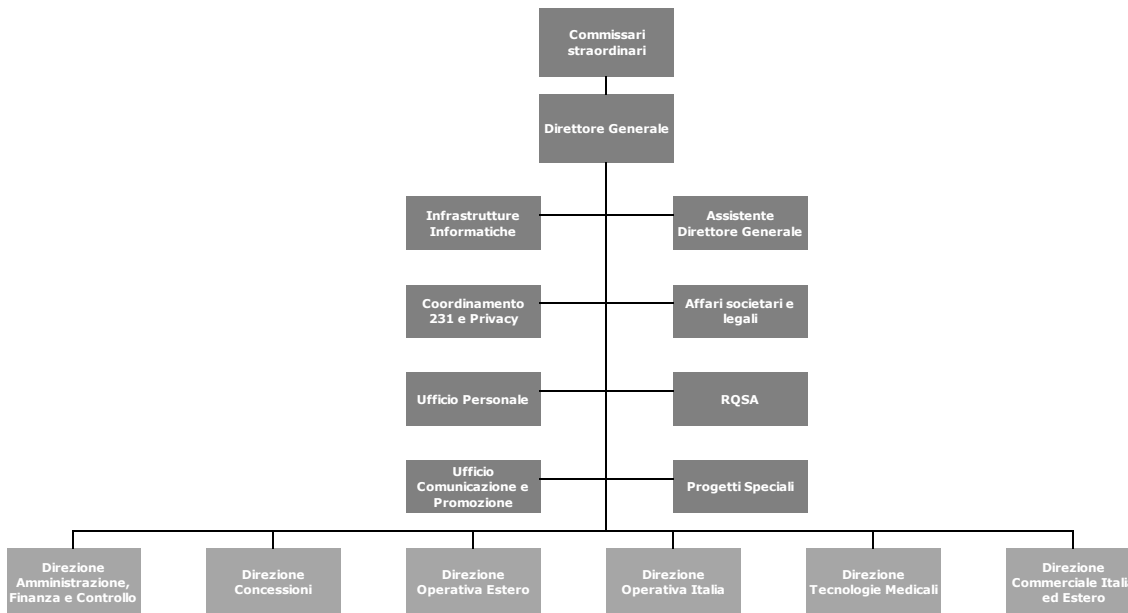 Commissari
straordinari
Direttore Generale
Infrastrutture
Informatiche
Assistente
Direttore Generale
Coordinamento
231 e Privacy
Affari societari e
legali
Ufficio Personale
RQSA
Ufficio
Comunicazione e
Promozione
Progetti Speciali
Direzione
Amministrazione,
Finanza e Controllo
Direzione
Concessioni
Direzione
Operativa Estero
Direzione
Operativa Italia
Direzione
Tecnologie Medicali
Direzione
Commerciale Italia
ed Estero